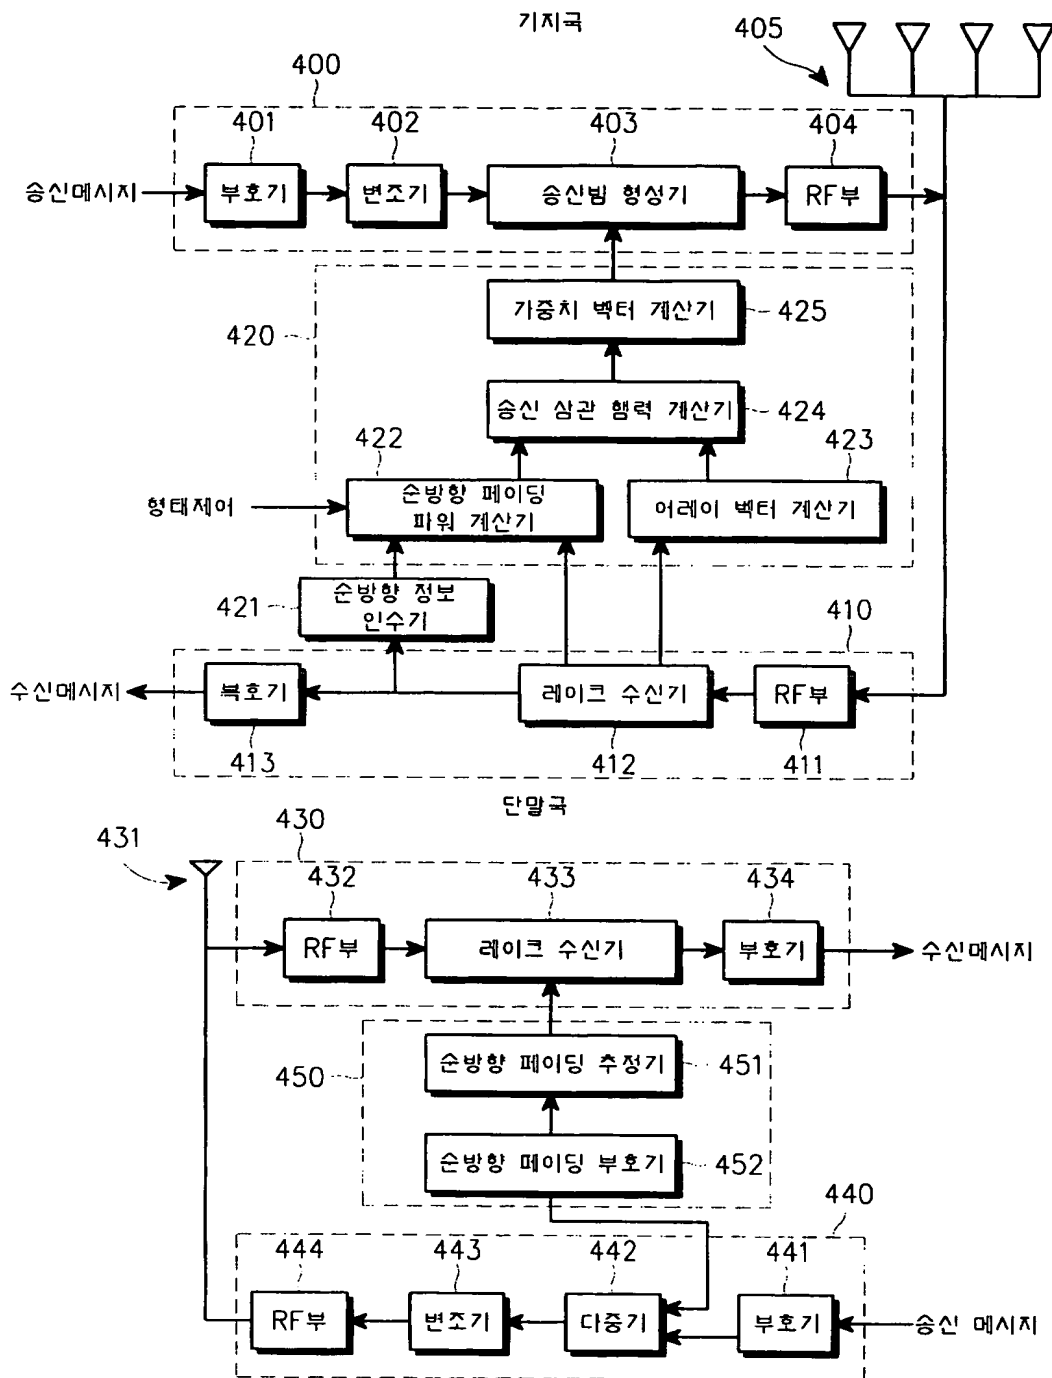 기지국
405
400
401
402
403
404
송신메시지
부호기
변조기
송신빔 형성기
RF부
가중치 벡터 계산기
425
420
송신 삼관 햄력 계산기
424
422
423
형태제어
순방향 페이딩
파워 계산기
어레이 벡터 계산기
421
순방향 정보
인수기
410
수신메시지
복호기
레이크 수신기
RF부
413
412
411
단말국
431
430
432
433
434
RF부
레이크 수신기
부호기
수신메시지
순방향 페이딩 추정기
451
450
순방향 페이딩 부호기
452
440
444
443
442
441
RF부
변조기
다중기
부호기
송신 메시지